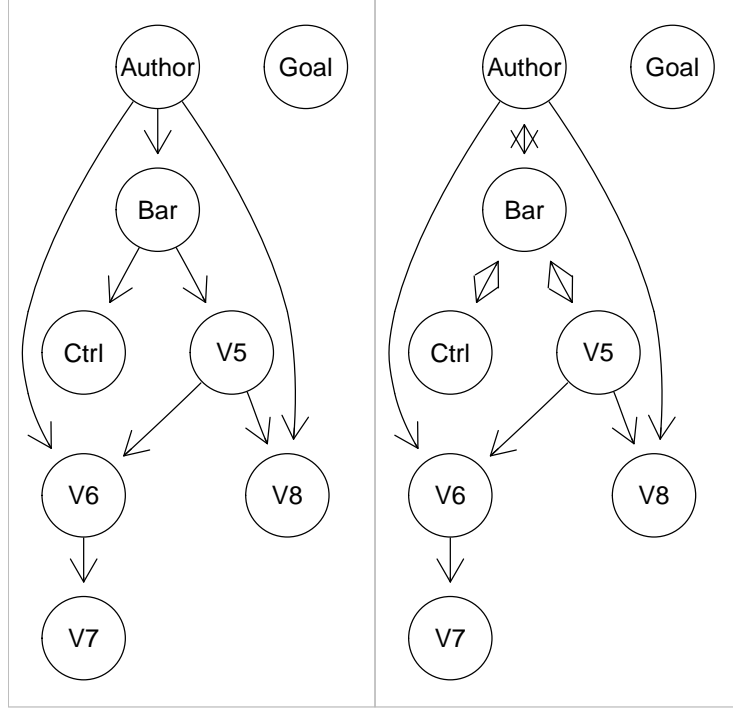 Author
Goal
Bar
Ctrl
V5
V6
V8
V7
Author
Goal
Bar
Ctrl
V5
V6
V8
V7